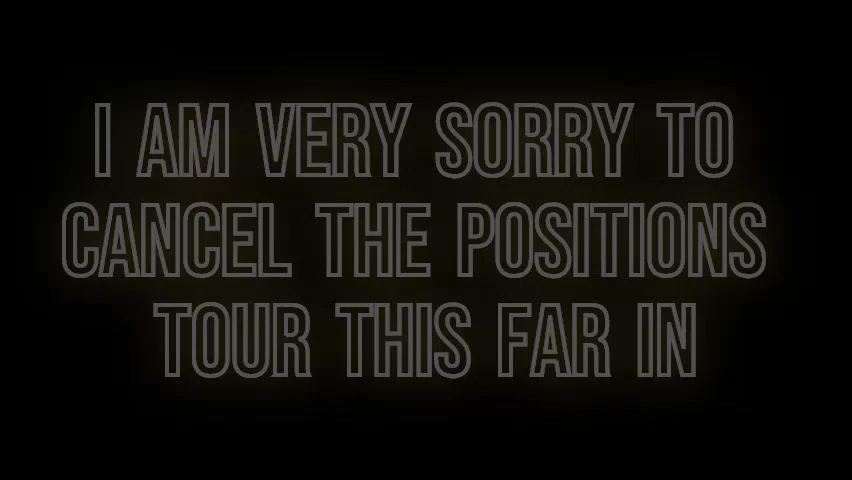 I AM VERY SORRY TO
CANCEL THE POSITIONS
TOUR THIS FAR IN